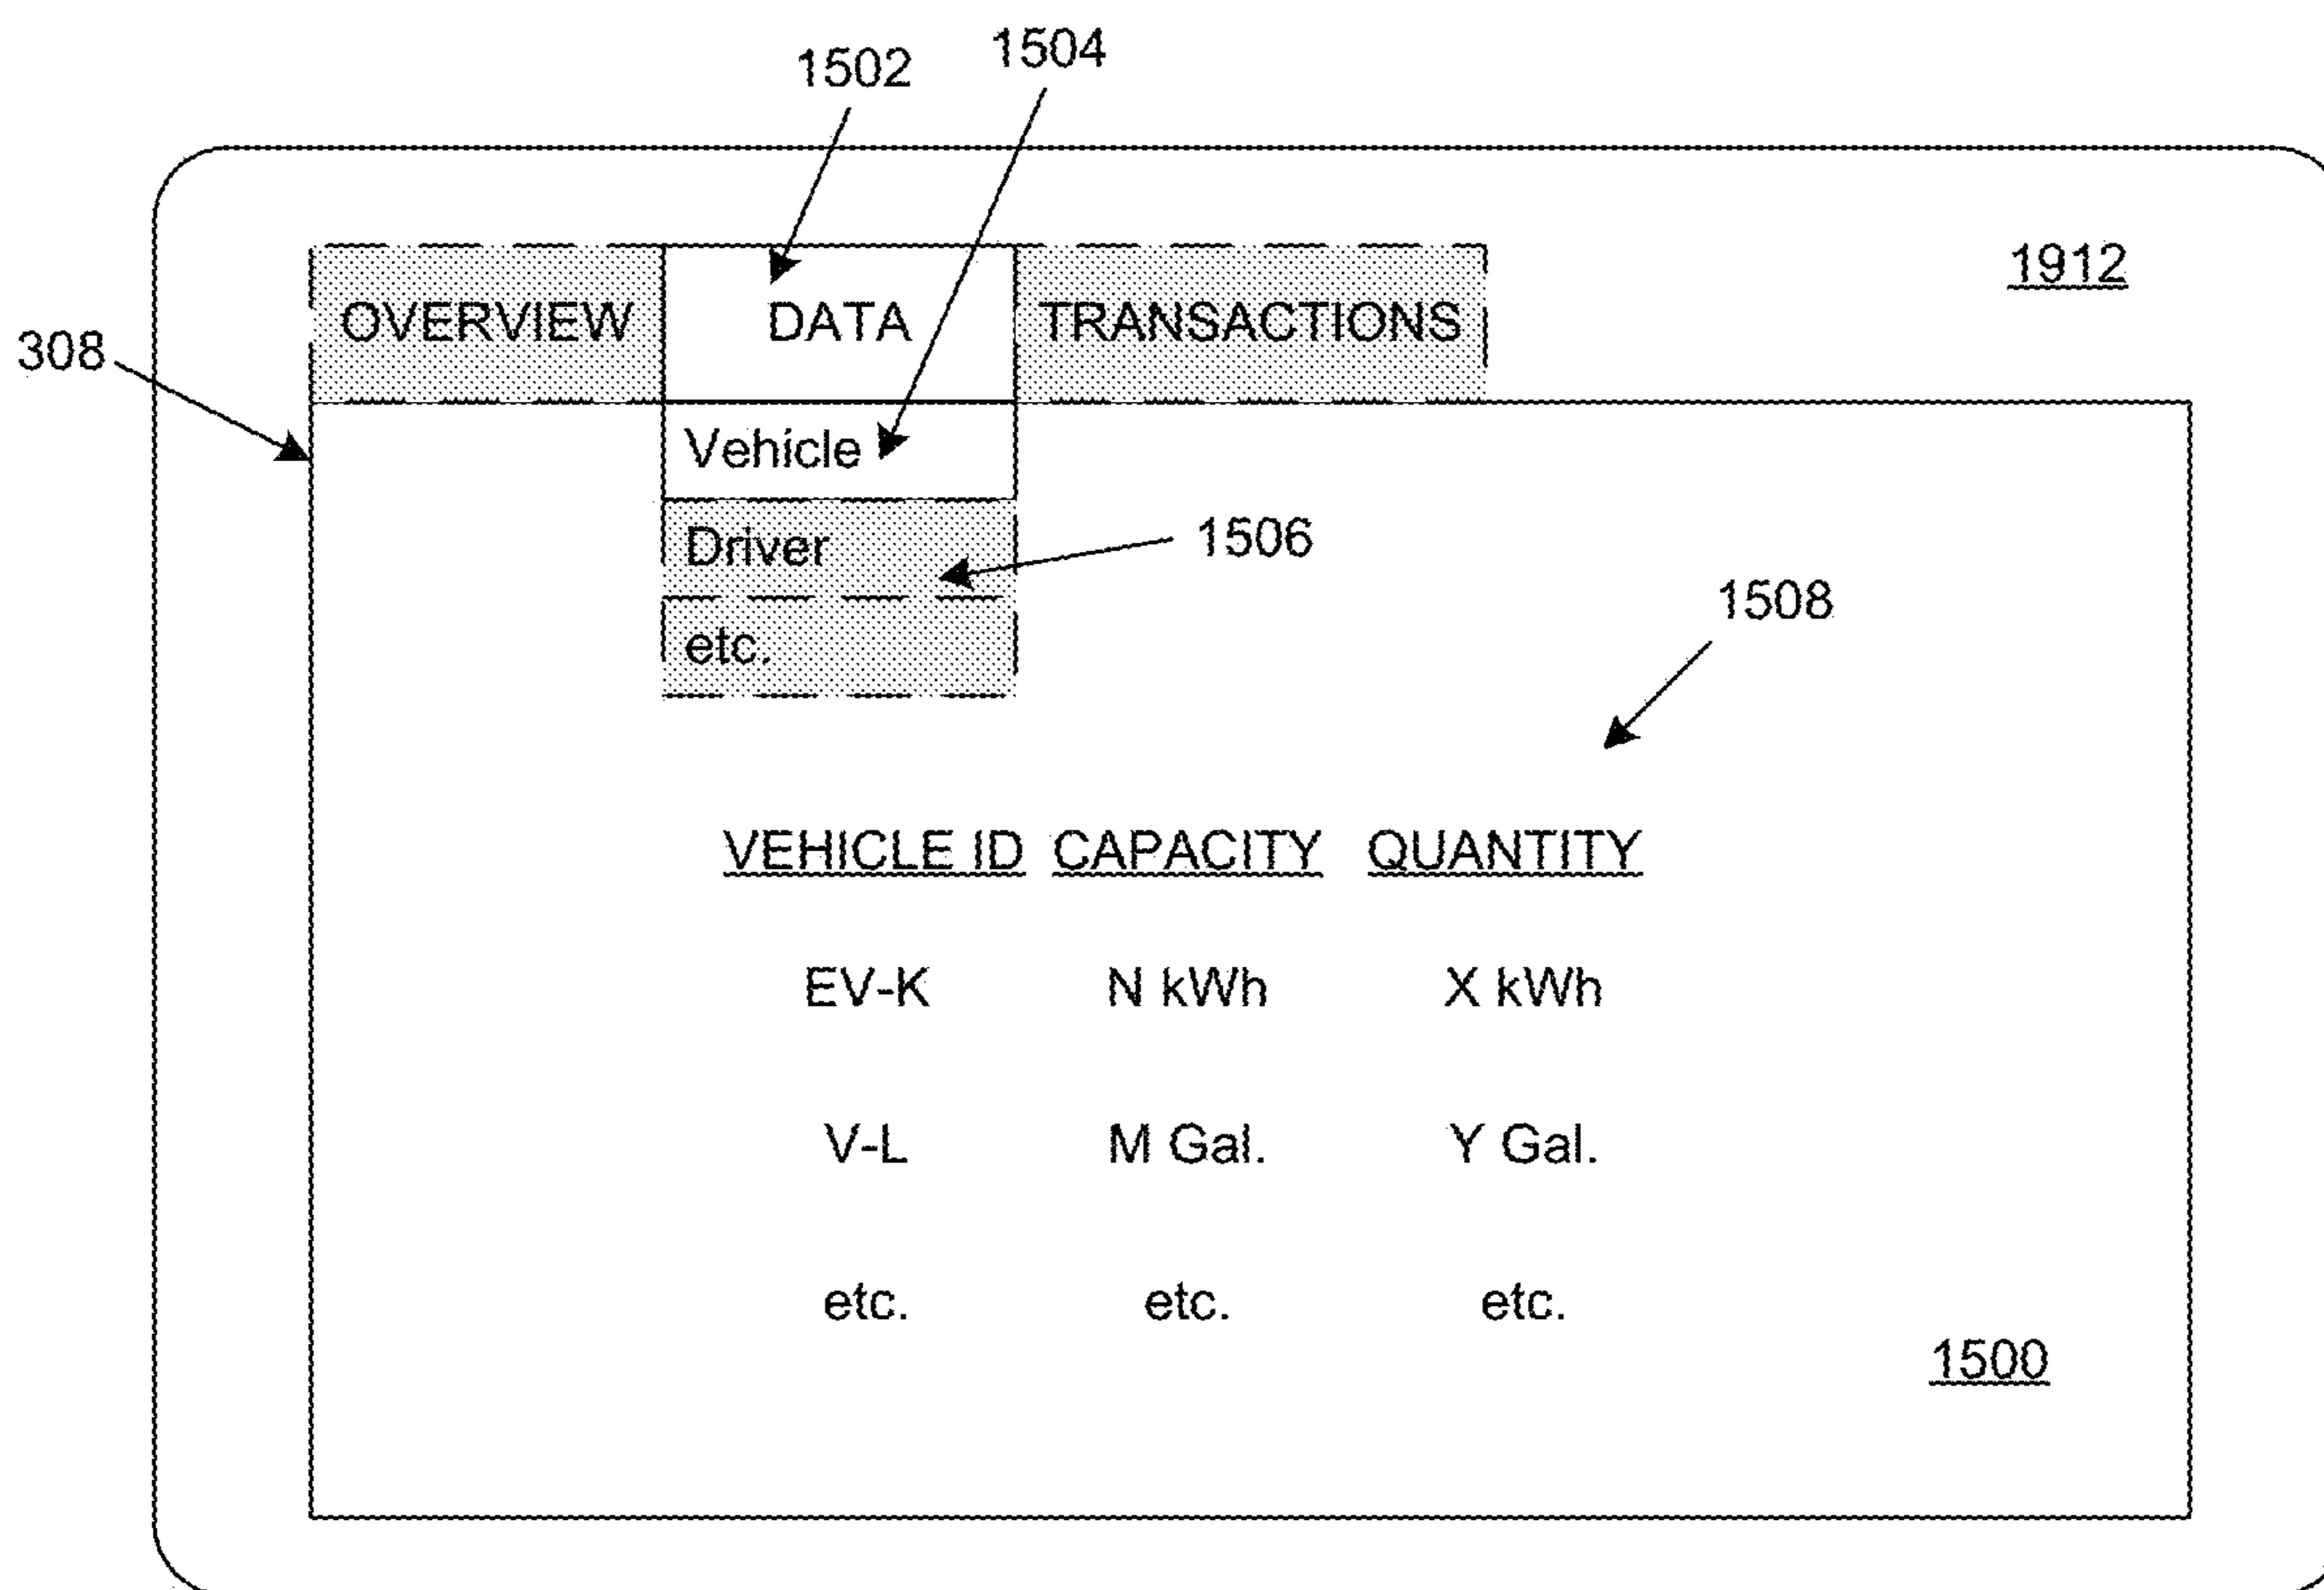 1504
1502
1912
OVERVIEW DATA TRANSACTIONS
308
Vehicle
Driver
1506
1508
etc.
VEHICLE ID CAPACITY QUANTITY
EV-K N kWh X kWh
V-L M Gal. Y Gal.
etc. etc. etc.
1500